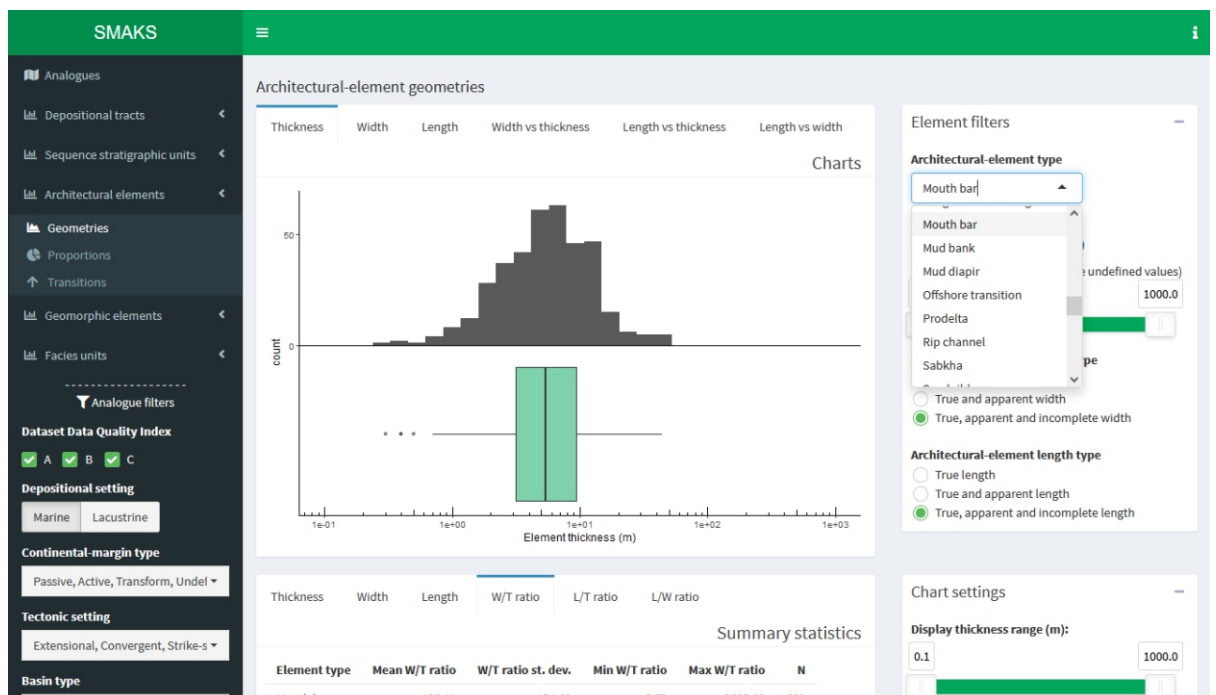 SMAKS
Analogues
Depositional tracts
Sequence stratigraphic units
Architectural elements
Geometries
Proportions
Transitions
Geomorphic elements
Facies units
Analogue filters
Dataset Data Quality Index
A B C
Depositional setting
Marine Lacustrine
Continental-margin type
Passive, Active, Transform, Undef
Tectonic setting
Extensional, Convergent, Strike-s
Basin type
Architectural-element geometries
Thickness Width Length Width vs thickness Length vs thickness Length vs width
Charts
50
0
count
1e-01 1e+00 1e+01 1e+02 1e+03
Element thickness (m)
Thickness Width Length W/T ratio L/T ratio L/W ratio
Summary statistics
Element type Mean W/T ratio W/T ratio st. dev. Min W/T ratio Max W/T ratio N
Element filters
Architectural-element type
Mouth bar
Mouth bar
Mud bank
Mud diapir
undefined values)
Offshore transition 1000.0
Prodelta
Rip channel
Sabkha
True and apparent width
True, apparent and incomplete width
Architectural-element length type
True length
True and apparent length
True, apparent and incomplete length
Chart settings
Display thickness range (m):
0.1 1000.0